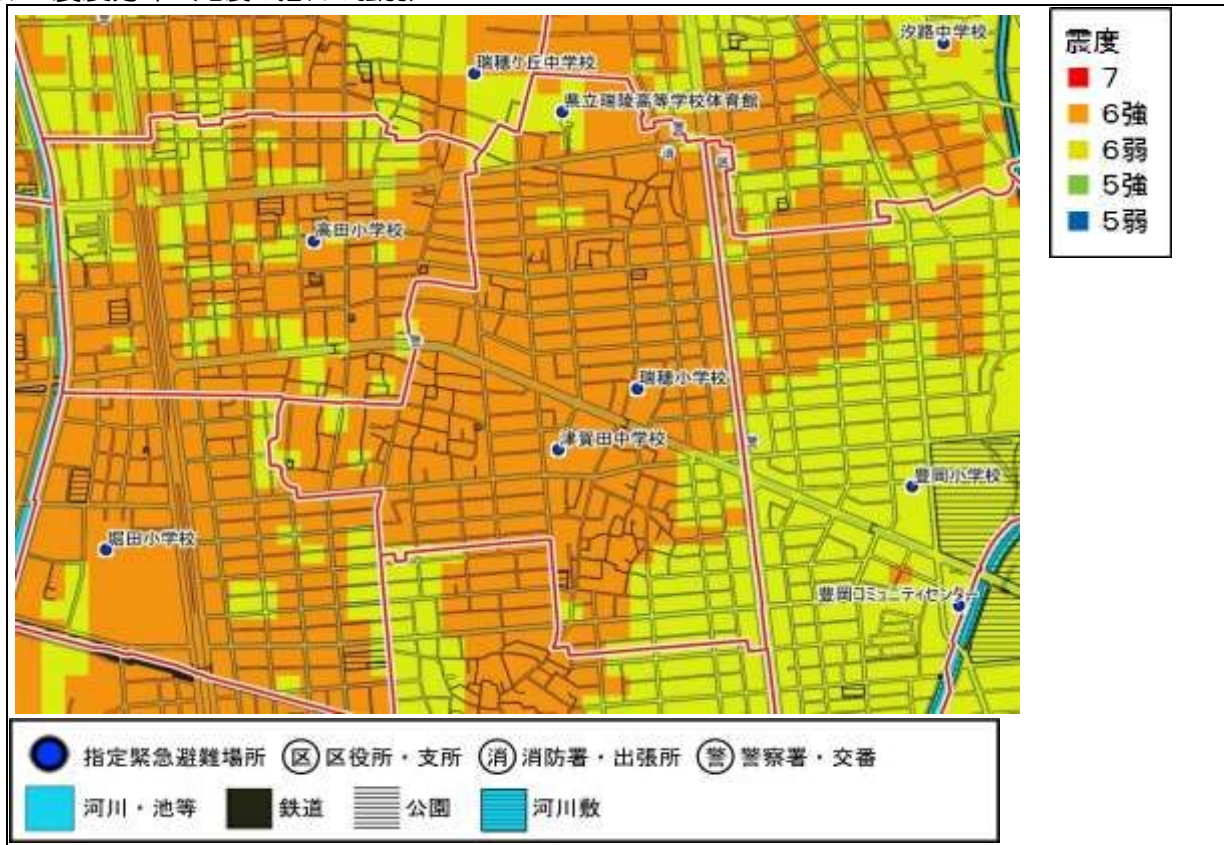 汐路中学校
瑞穂ケ丘中学校
県立瑞陵高等学校体育館
警
消
区
高田小学校
警
瑞穂小学校
津賀田中学校
警
豊岡小学校
堀田小学校
豊岡コミュニティセンター
震度
7
6強
6弱
5強
5弱
指定緊急避難場所
区 区役所・支所
消 消防署・出張所
警 警察署・交番
河川・池等
鉄道
公園
河川敷